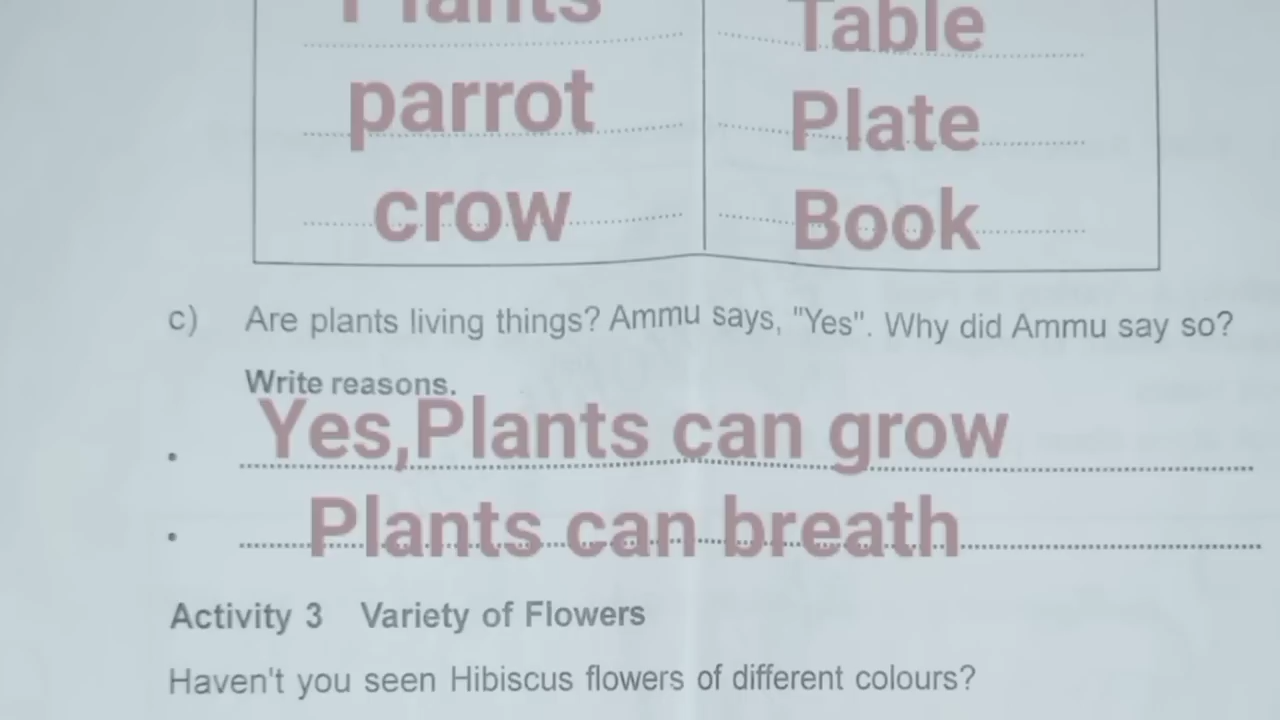 Plants Table
parrot Plate
crow Book
c) Are plants living things? Ammu says, "Yes". Why did Ammu say so?
Write reasons.
• Yes,Plants can grow
• Plants can breath
Activity 3 Variety of Flowers
Haven't you seen Hibiscus flowers of different colours?